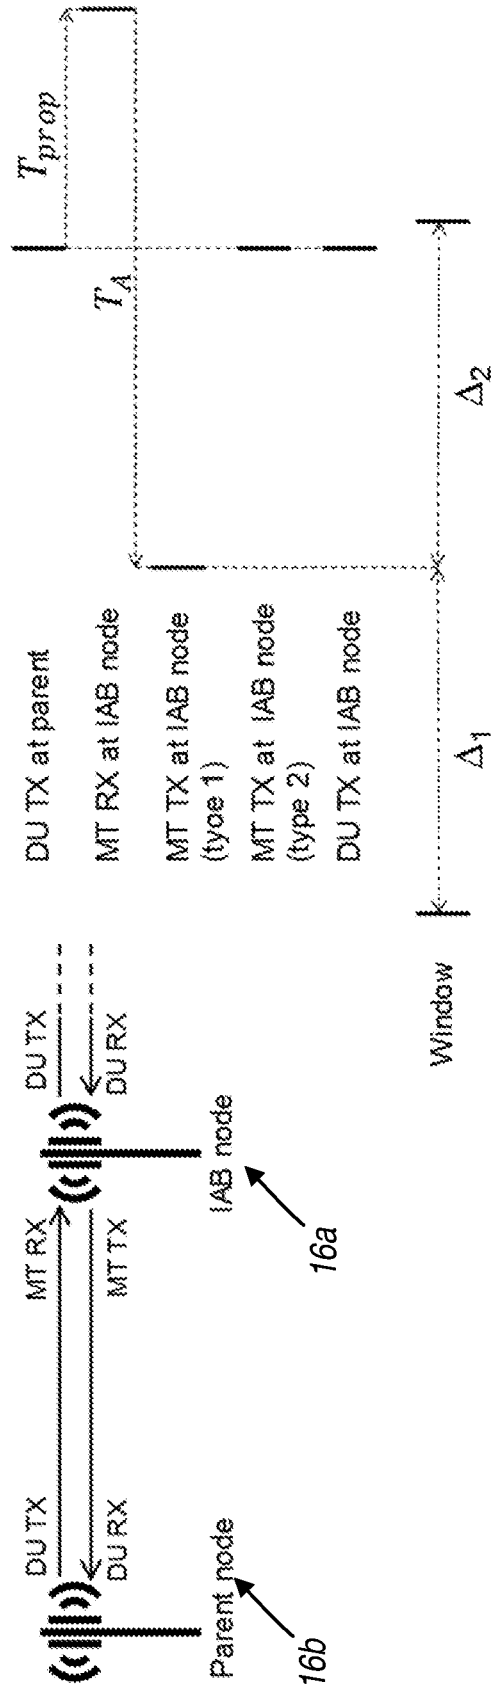 DU TX
MT RX
DU TX
DU RX
MT TX
DU RX
Parent node
IAB node
16b
16a
DU TX at parent
MT RX at IAB node
MT TX at IAB node
(tyoe 1)
MT TX at IAB node
(type 2)
DU TX at IAB node
Window
T_prop
T_A
Δ₁
Δ₂